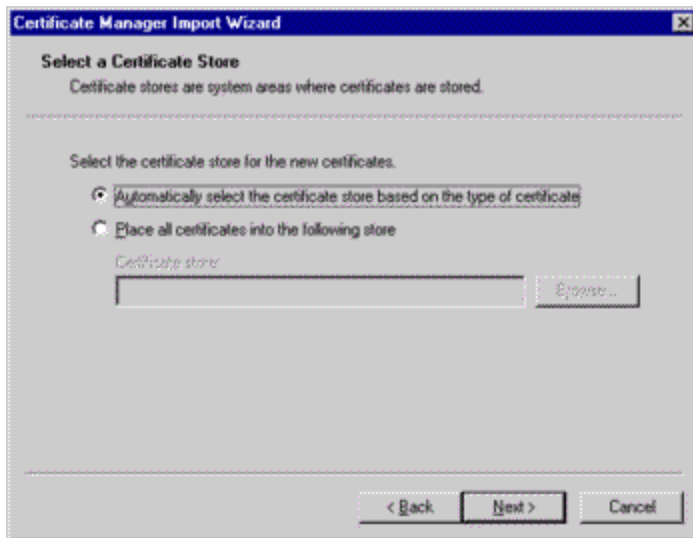 Certificate Manager Import Wizard
Select a Certificate Store
Certificate stores are system areas where certificates are stored.
Select the certificate store for the new certificates.
Automatically select the certificate store based on the type of certificate
Place all certificates into the following store
Certificate store:
Browse...
< Back Next > Cancel